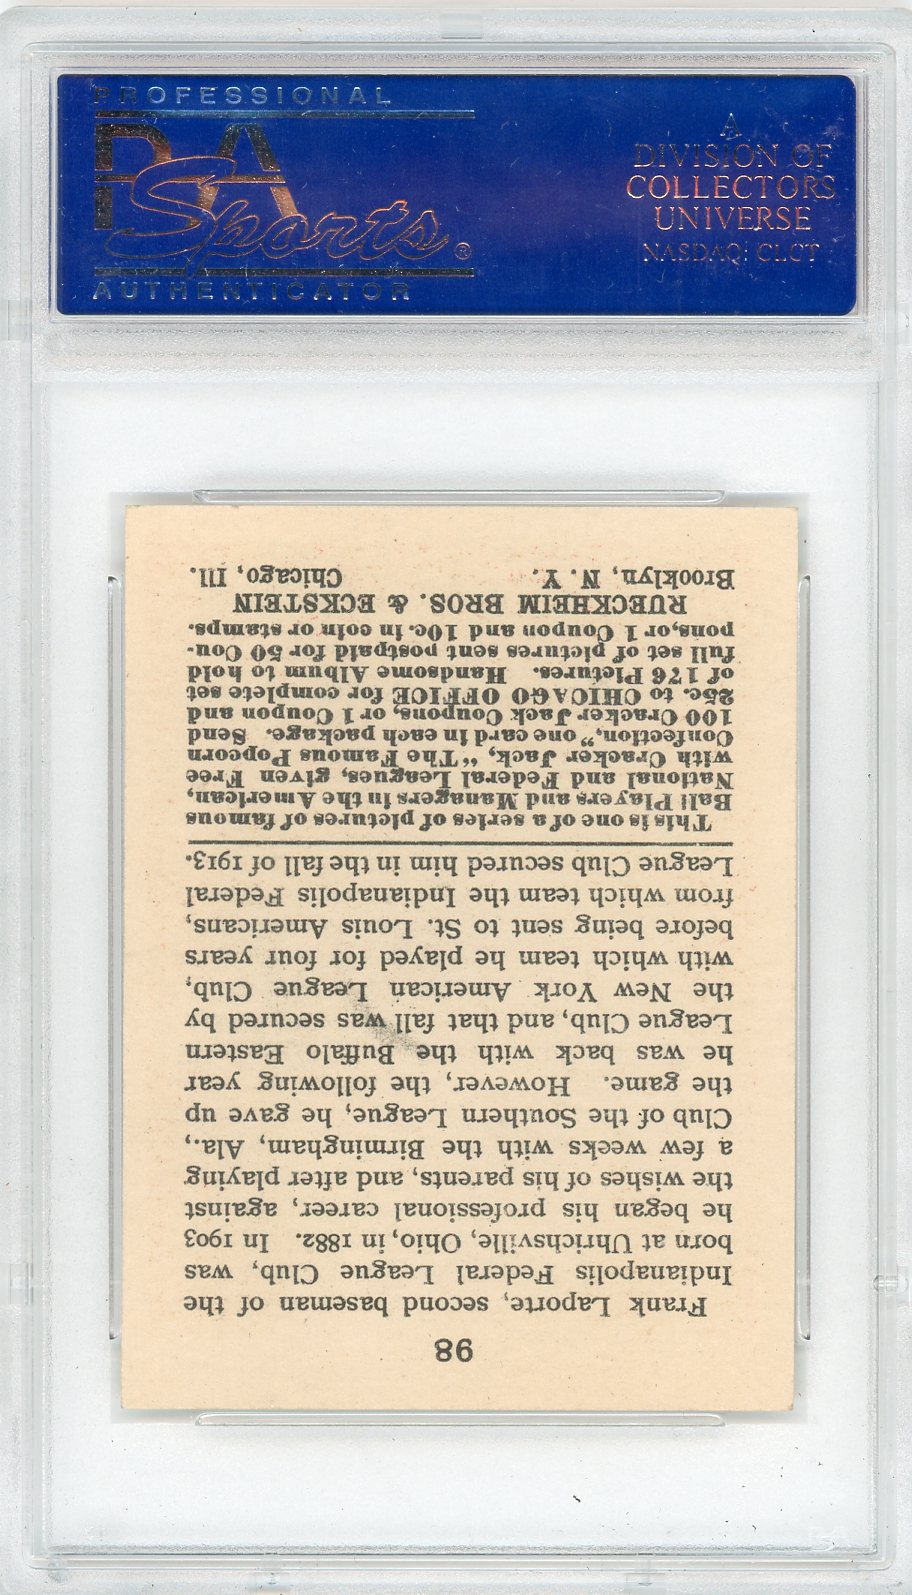 PROFESSIONAL
PSA
Sports®
AUTHENTICATOR
A
DIVISION OF
COLLECTORS
UNIVERSE
NASDAQ: CLCT
98
Frank Laporte, second baseman of the
Indianapolis Federal League Club, was
born at Uhrichsville, Ohio, in 1882. In 1903
he began his professional career, against
the wishes of his parents, and after playing
a few weeks with the Birmingham, Ala.,
Club of the Southern League, he gave up
the game. However, the following year
he was back with the Buffalo Eastern
League Club, and that fall was secured by
the New York American League Club,
with which team he played for four years
before being sent to St. Louis Americans,
from which team the Indianapolis Federal
League Club secured him in the fall of 1913.
This is one of a series of pictures of famous
Ball Players and Managers in the American,
National and Federal Leagues, given Free
with Cracker Jack, "The Famous Popcorn
Confection," one card in each package. Send
100 Cracker Jack Coupons, or 1 Coupon and
25c. to CHICAGO OFFICE for complete set
of 176 Pictures. Handsome Album to hold
full set of pictures sent postpaid for 50 Cou-
pons, or 1 Coupon and 10c. in coin or stamps.
RUECKHEIM BROS. & ECKSTEIN
Brooklyn, N. Y. Chicago, Ill.